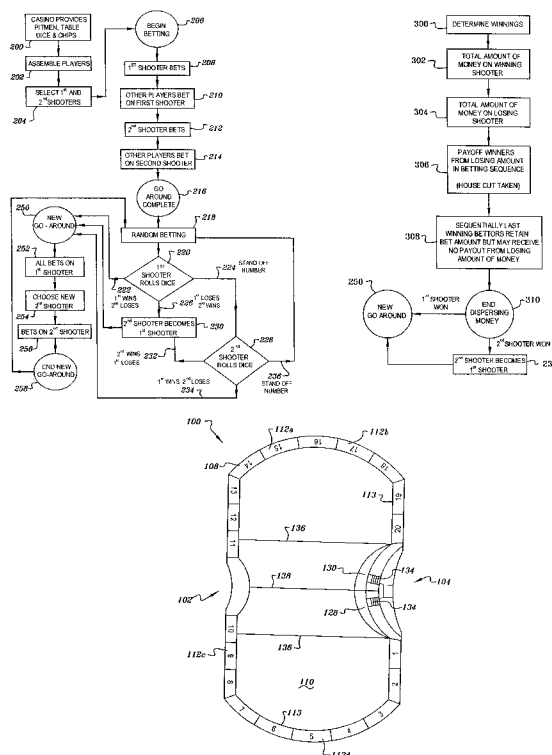 CASINO PROVIDES
PITMEN, TABLE
DICE & CHIPS
200
ASSEMBLE PLAYERS
202
SELECT 1ST AND
2ND SHOOTERS
204
BEGIN
BETTING
206
1ST SHOOTER BETS
208
OTHER PLAYERS BET
ON FIRST SHOOTER
210
2ND SHOOTER BETS
212
OTHER PLAYERS BET
ON SECOND SHOOTER
214
GO
AROUND
COMPLETE
216
RANDOM BETTING
218
1ST
SHOOTER
ROLLS DICE
220
222
1ST WINS
2ND LOSES
224
STAND OFF
NUMBER
226
1ST LOSES
2ND WINS
2ND SHOOTER BECOMES
1ST SHOOTER
230
2ND
SHOOTER
ROLLS DICE
228
232
2ND WINS
1ST LOSES
1ST WINS, 2ND LOSES
234
236
STAND OFF
NUMBER
250
NEW
GO - AROUND
252
ALL BETS ON
1ST SHOOTER
CHOOSE NEW
2ND SHOOTER
254
BETS ON 2ND SHOOTER
256
END NEW
GO-AROUND
258
300
DETERMINE WINNINGS
302
TOTAL AMOUNT OF
MONEY ON WINNING
SHOOTER
304
TOTAL AMOUNT OF
MONEY ON LOSING
SHOOTER
306
PAYOFF WINNERS
FROM LOSING AMOUNT
IN BETTING SEQUENCE
(HOUSE CUT TAKEN)
308
SEQUENTIALLY LAST
WINNING BETTORS RETAIN
BET AMOUNT BUT MAY RECEIVE
NO PAYOUT FROM LOSING
AMOUNT OF MONEY
250
NEW
GO AROUND
1ST SHOOTER
WON
END
DISPERSING
MONEY
310
2ND SHOOTER WON
2ND SHOOTER BECOMES
1ST SHOOTER
100
112a
112b
108
14
15
16
17
18
13
12
11
19
20
113
136
130
134
138
102
104
128
134
136
112c
10
9
8
1
2
110
113
7
6
5
4
3